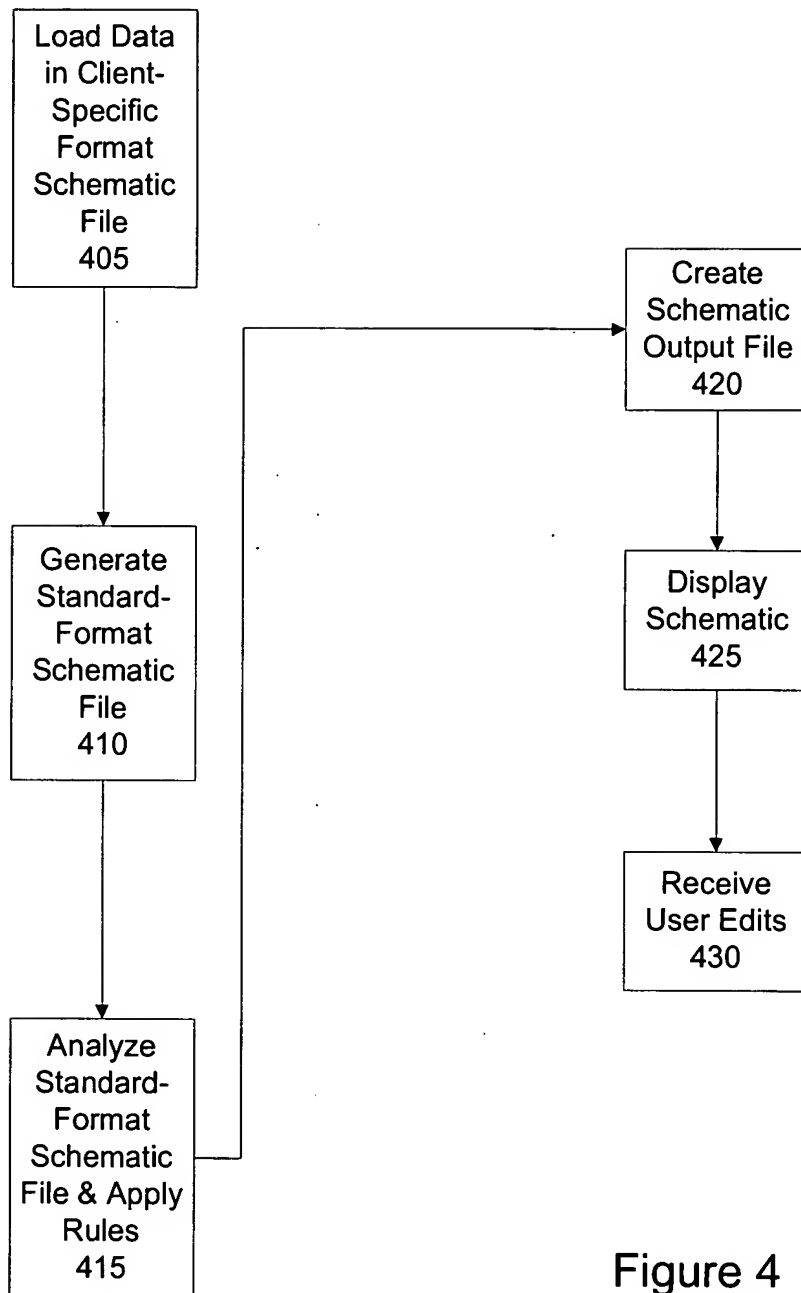 Load Data
in Client-
Specific
Format
Schematic
File
405
Generate
Standard-
Format
Schematic
File
410
Analyze
Standard-
Format
Schematic
File & Apply
Rules
415
Create
Schematic
Output File
420
Display
Schematic
425
Receive
User Edits
430
Figure 4